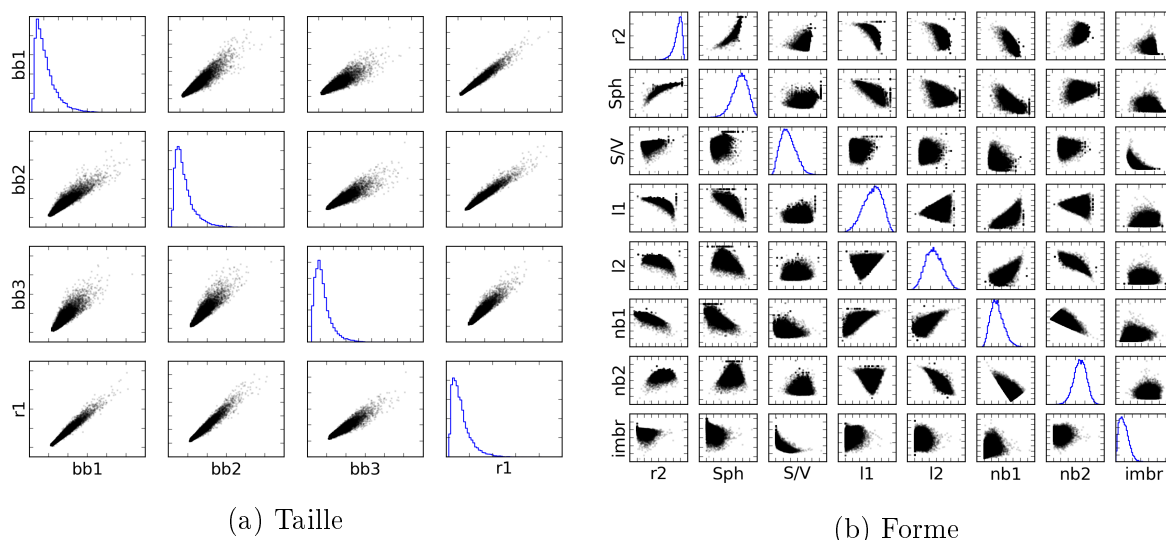 bb1
bb2
bb3
r1
bb1 bb2 bb3 r1
(a) Taille
r2
Sph
S/V
l1
l2
nb1
nb2
imbr
r2 Sph S/V l1 l2 nb1 nb2 imbr
(b) Forme